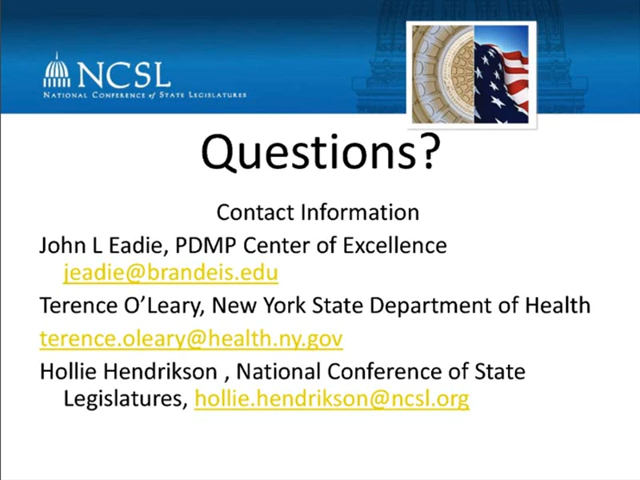 NCSL
NATIONAL CONFERENCE of STATE LEGISLATURES
Questions?
Contact Information
John L Eadie, PDMP Center of Excellence
jeadie@brandeis.edu
Terence O’Leary, New York State Department of Health
terence.oleary@health.ny.gov
Hollie Hendrikson , National Conference of State
Legislatures, hollie.hendrikson@ncsl.org